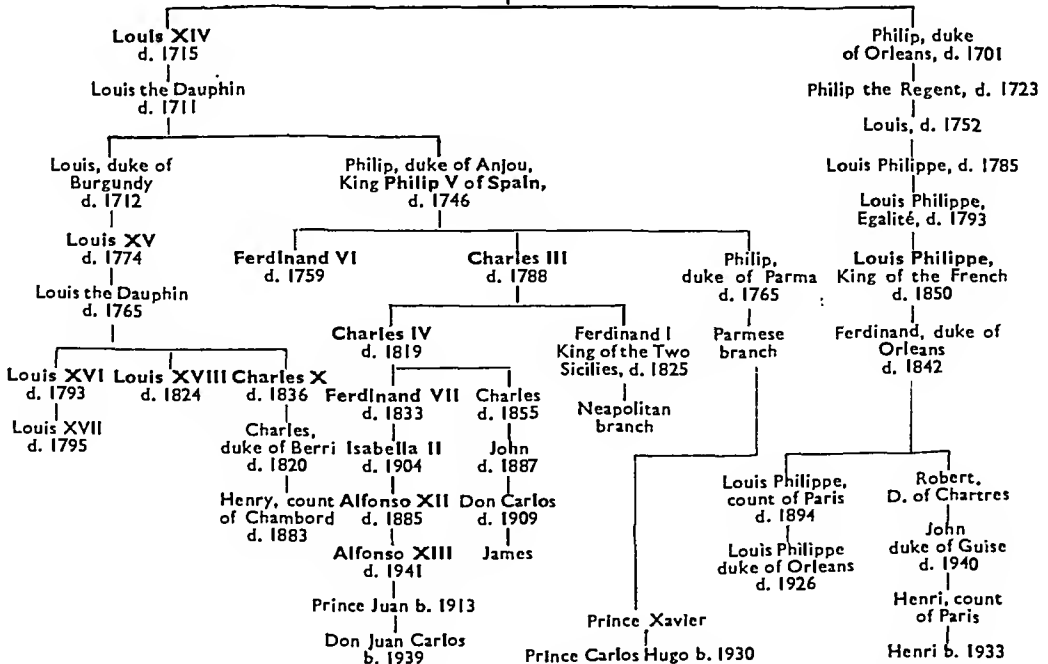 Louis XIV
d. 1715
Philip, duke
of Orleans, d. 1701
Louis the Dauphin
d. 1711
Philip the Regent, d. 1723
Louis, d. 1752
Louis, duke of
Burgundy
d. 1712
Philip, duke of Anjou,
King Philip V of Spain,
d. 1746
Louis Philippe, d. 1785
Louis Philippe,
Egalité, d. 1793
Louis XV
d. 1774
Ferdinand VI
d. 1759
Charles III
d. 1788
Philip,
duke of Parma
d. 1765
Louis Philippe,
King of the French
d. 1850
Louis the Dauphin
d. 1765
Charles IV
d. 1819
Ferdinand I
King of the Two
Sicilies, d. 1825
Parmese
branch
Ferdinand, duke of
Orleans
d. 1842
Louis XVI
d. 1793
Louis XVIII
d. 1824
Charles X
d. 1836
Ferdinand VII
d. 1833
Charles
d. 1855
Neapolitan
branch
Louis XVII
d. 1795
Charles,
duke of Berri
d. 1820
Isabella II
d. 1904
John
d. 1887
Henry, count
of Chambord
d. 1883
Alfonso XII
d. 1885
Don Carlos
d. 1909
Louis Philippe,
count of Paris
d. 1894
Robert,
D. of Chartres
Alfonso XIII
d. 1941
James
Louis Philippe
duke of Orleans
d. 1926
John
duke of Guise
d. 1940
Prince Juan b. 1913
Prince Xavier
Henri, count
of Paris
Don Juan Carlos
b. 1939
Prince Carlos Hugo b. 1930
Henri b. 1933